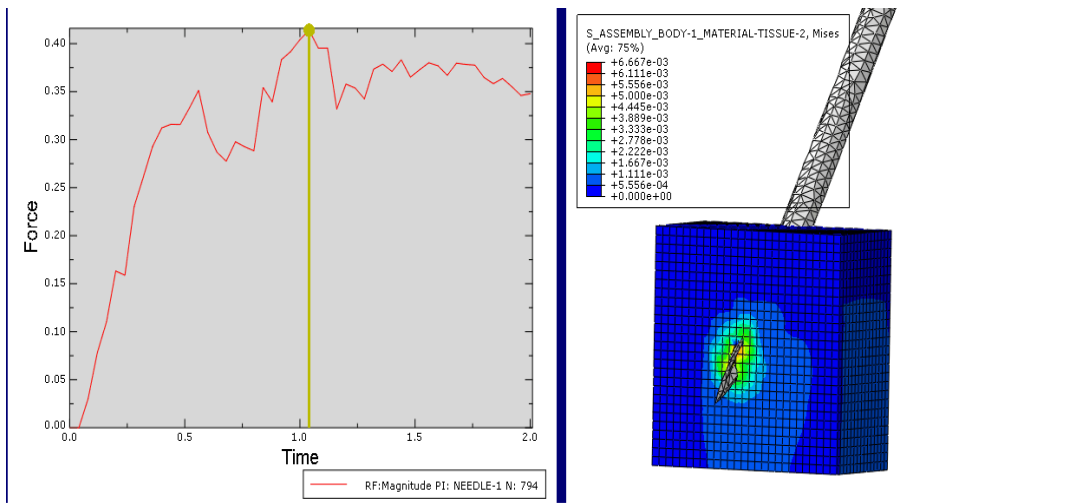 0.40
0.35
0.30
0.25
0.20
0.15
0.10
0.05
0.00
Force
0.0
0.5
1.0
1.5
2.0
Time
RF:Magnitude PI: NEEDLE-1 N: 794
S_ASSEMBLY_BODY-1_MATERIAL-TISSUE-2, Mises
(Avg: 75%)
+6.667e-03
+6.111e-03
+5.556e-03
+5.000e-03
+4.445e-03
+3.889e-03
+3.333e-03
+2.778e-03
+2.222e-03
+1.667e-03
+1.111e-03
+5.556e-04
+0.000e+00